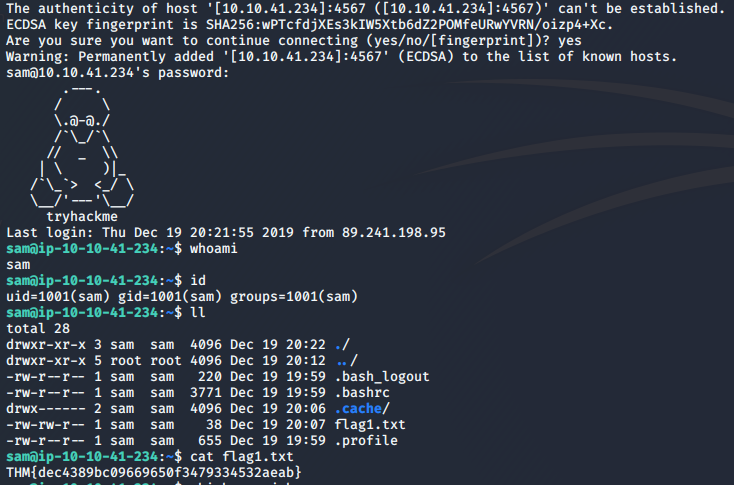 The authenticity of host '[10.10.41.234]:4567 ([10.10.41.234]:4567)' can't be established.
ECDSA key fingerprint is SHA256:wPTcfdjXEs3kIW5Xtb6dZ2POMfeURwYVRN/oizp4+Xc.
Are you sure you want to continue connecting (yes/no/[fingerprint])? yes
Warning: Permanently added '[10.10.41.234]:4567' (ECDSA) to the list of known hosts.
sam@10.10.41.234's password:
       .---.
      /     \
      \.@-@./
      /`\_/`\
     //  _  \\
    | \     )|_
   /`\_`>  <_/ \
   \__/'---'\__/
     tryhackme
Last login: Thu Dec 19 20:21:55 2019 from 89.241.198.95
sam@ip-10-10-41-234:~$ whoami
sam
sam@ip-10-10-41-234:~$ id
uid=1001(sam) gid=1001(sam) groups=1001(sam)
sam@ip-10-10-41-234:~$ ll
total 28
drwxr-xr-x 3 sam  sam  4096 Dec 19 20:22 ./
drwxr-xr-x 5 root root 4096 Dec 19 20:12 ../
-rw-r--r-- 1 sam  sam   220 Dec 19 19:59 .bash_logout
-rw-r--r-- 1 sam  sam  3771 Dec 19 19:59 .bashrc
drwx------ 2 sam  sam  4096 Dec 19 20:06 .cache/
-rw-rw-r-- 1 sam  sam    38 Dec 19 20:07 flag1.txt
-rw-r--r-- 1 sam  sam   655 Dec 19 19:59 .profile
sam@ip-10-10-41-234:~$ cat flag1.txt
THM{dec4389bc09669650f3479334532aeab}